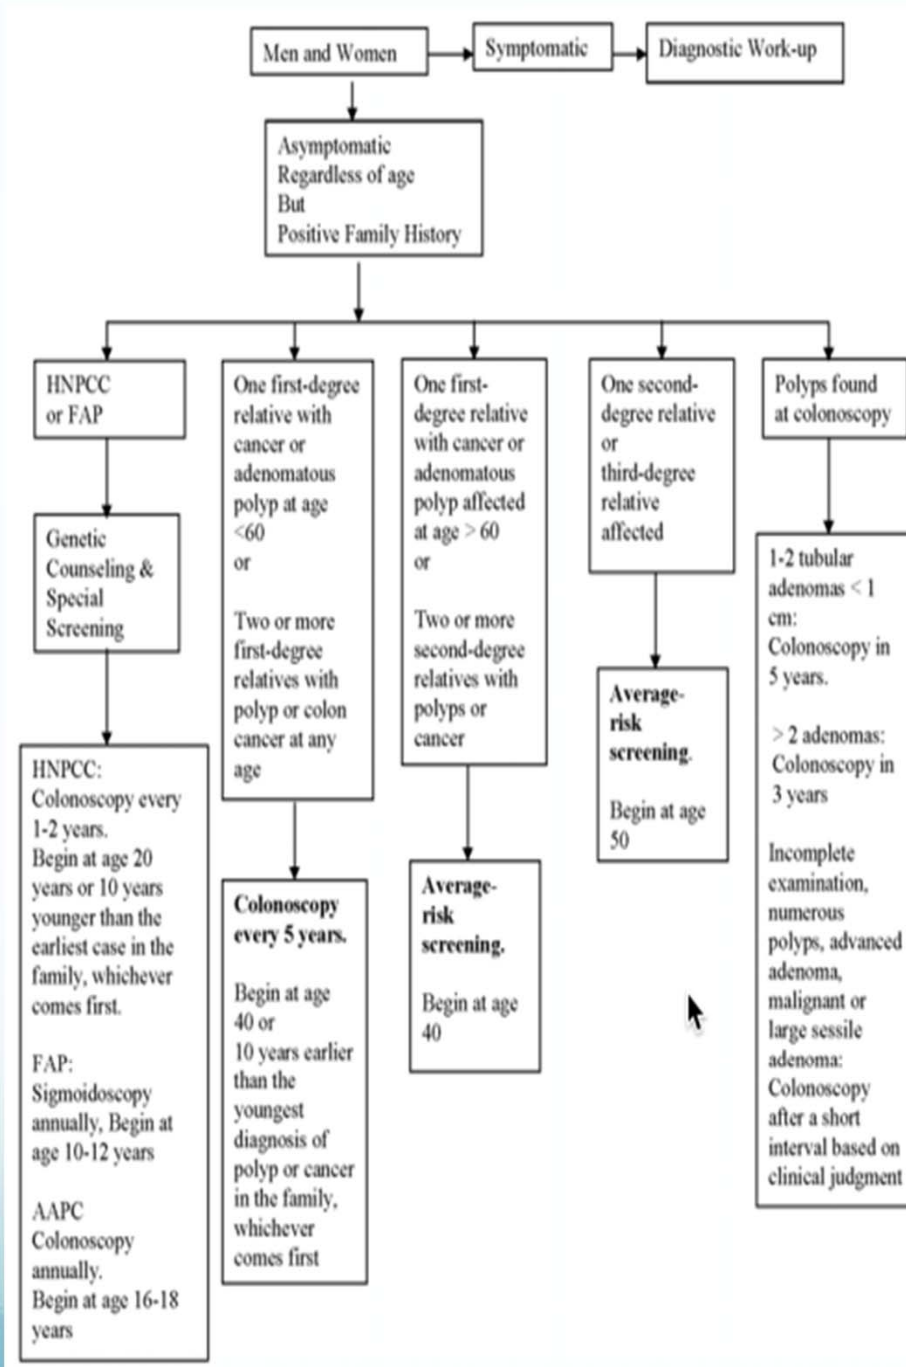 Men and Women
Symptomatic
Diagnostic Work-up
Asymptomatic
Regardless of age
But
Positive Family History
HNPCC
or FAP
Genetic
Counseling &
Special
Screening
HNPCC:
Colonoscopy every
1-2 years.
Begin at age 20
years or 10 years
younger than the
earliest case in the
family, whichever
comes first.
FAP:
Sigmoidoscopy
annually, Begin at
age 10-12 years
AAPC
Colonoscopy
annually.
Begin at age 16-18
years
One first-degree
relative with
cancer or
adenomatous
polyp at age
<60
or
Two or more
first-degree
relatives with
polyp or colon
cancer at any
age
Colonoscopy
every 5 years.
Begin at age
40 or
10 years earlier
than the
youngest
diagnosis of
polyp or cancer
in the family,
whichever
comes first
One first-
degree relative
with cancer or
adenomatous
polyp affected
at age > 60
or
Two or more
second-degree
relatives with
polyps or
cancer
Average-
risk
screening.
Begin at age
40
One second-
degree relative
or
third-degree
relative
affected
Average-
risk
screening.
Begin at age
50
Polyps found
at colonoscopy
1-2 tubular
adenomas < 1
cm:
Colonoscopy in
5 years.
> 2 adenomas:
Colonoscopy in
3 years
Incomplete
examination,
numerous
polyps, advanced
adenoma,
malignant or
large sessile
adenoma:
Colonoscopy
after a short
interval based on
clinical judgment